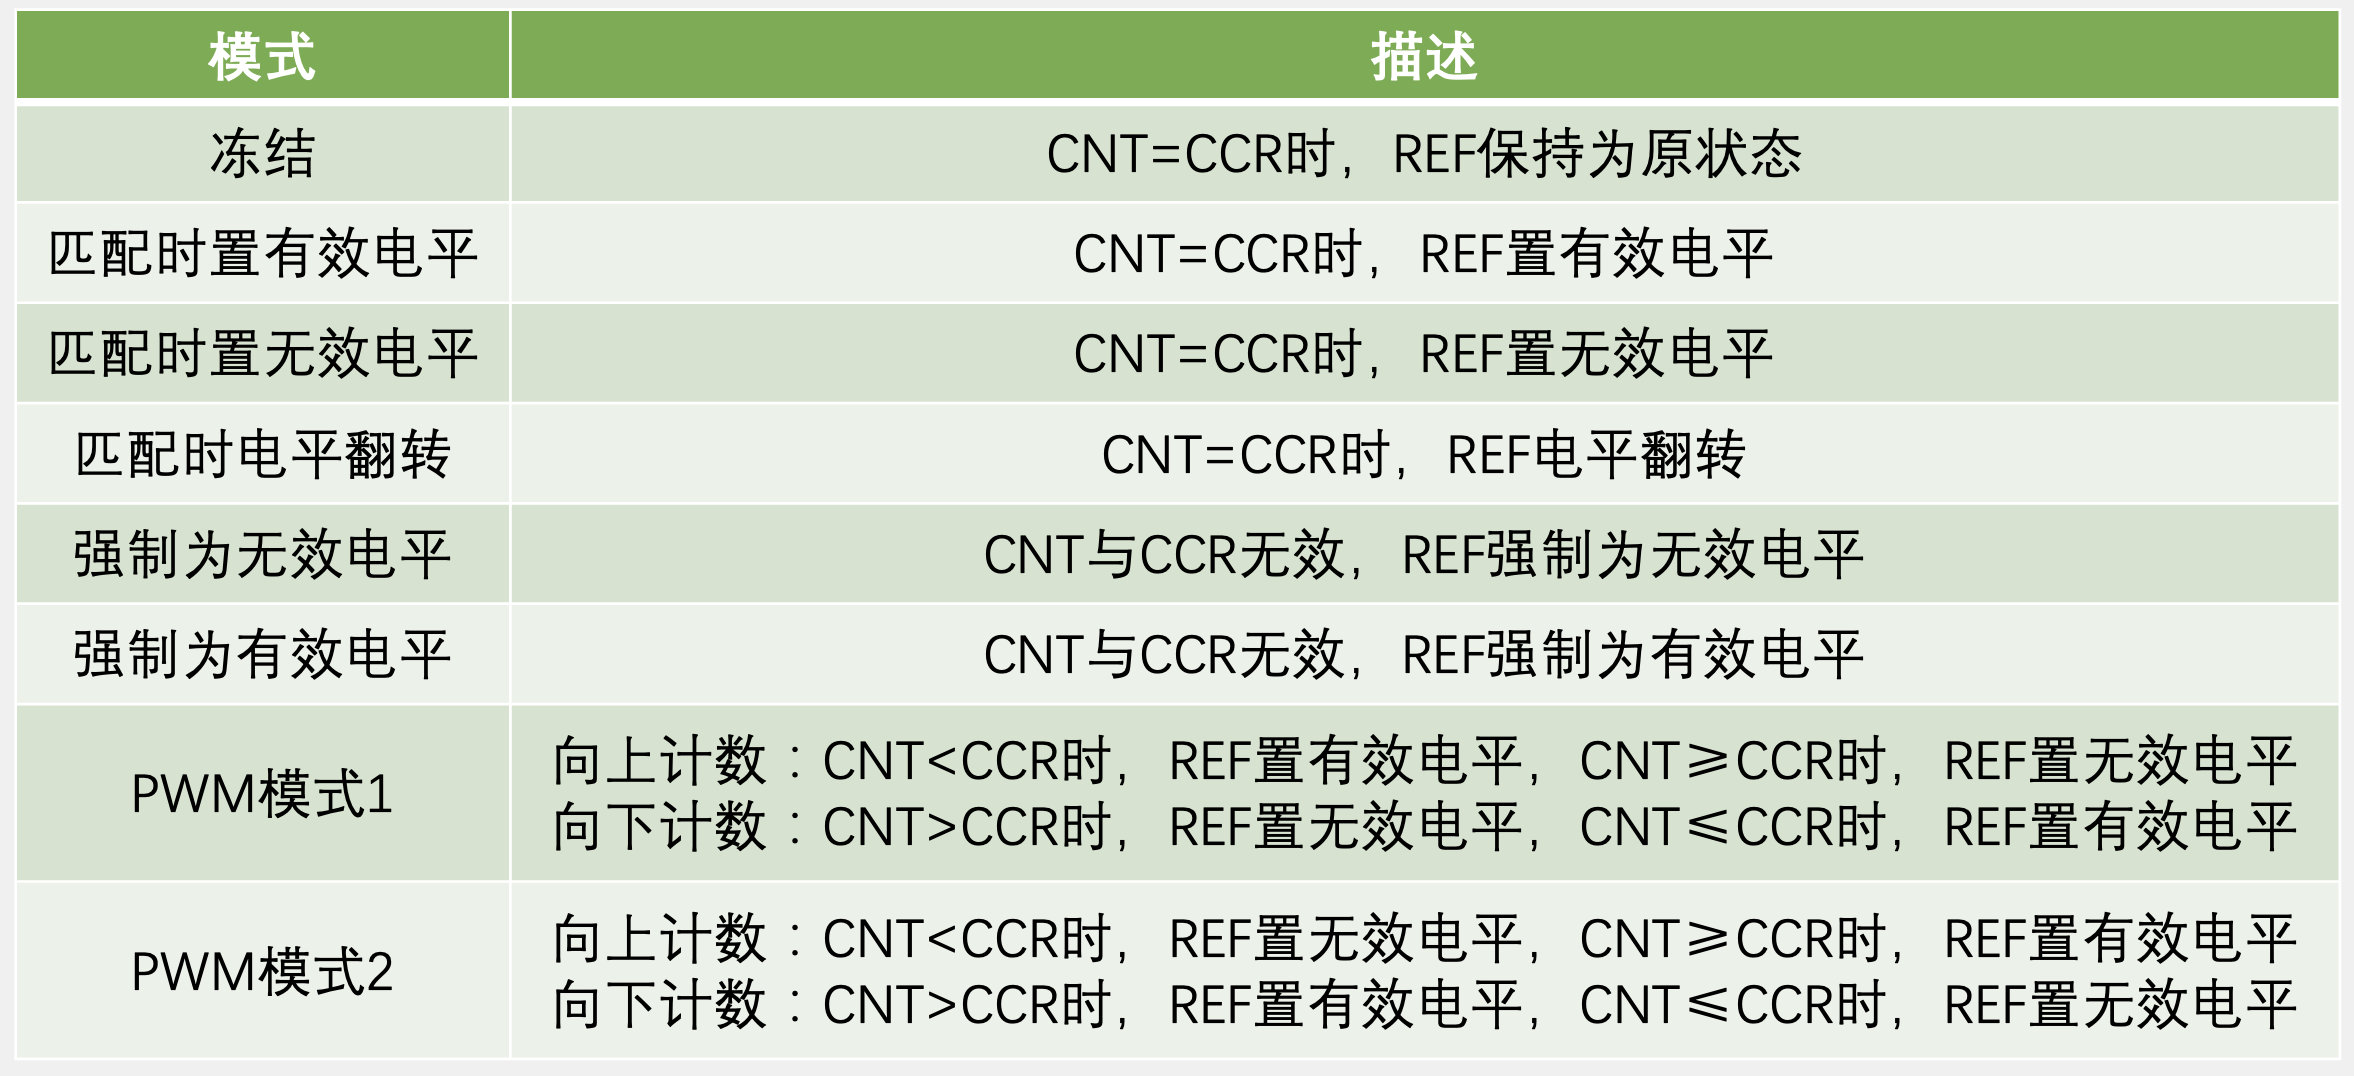 模式 描述
冻结 CNT=CCR时，REF保持为原状态
匹配时置有效电平 CNT=CCR时，REF置有效电平
匹配时置无效电平 CNT=CCR时，REF置无效电平
匹配时电平翻转 CNT=CCR时，REF电平翻转
强制为无效电平 CNT与CCR无效，REF强制为无效电平
强制为有效电平 CNT与CCR无效，REF强制为有效电平
PWM模式1
向上计数：CNT<CCR时，REF置有效电平，CNT≥CCR时，REF置无效电平
向下计数：CNT>CCR时，REF置无效电平，CNT≤CCR时，REF置有效电平
PWM模式2
向上计数：CNT<CCR时，REF置无效电平，CNT≥CCR时，REF置有效电平
向下计数：CNT>CCR时，REF置有效电平，CNT≤CCR时，REF置无效电平